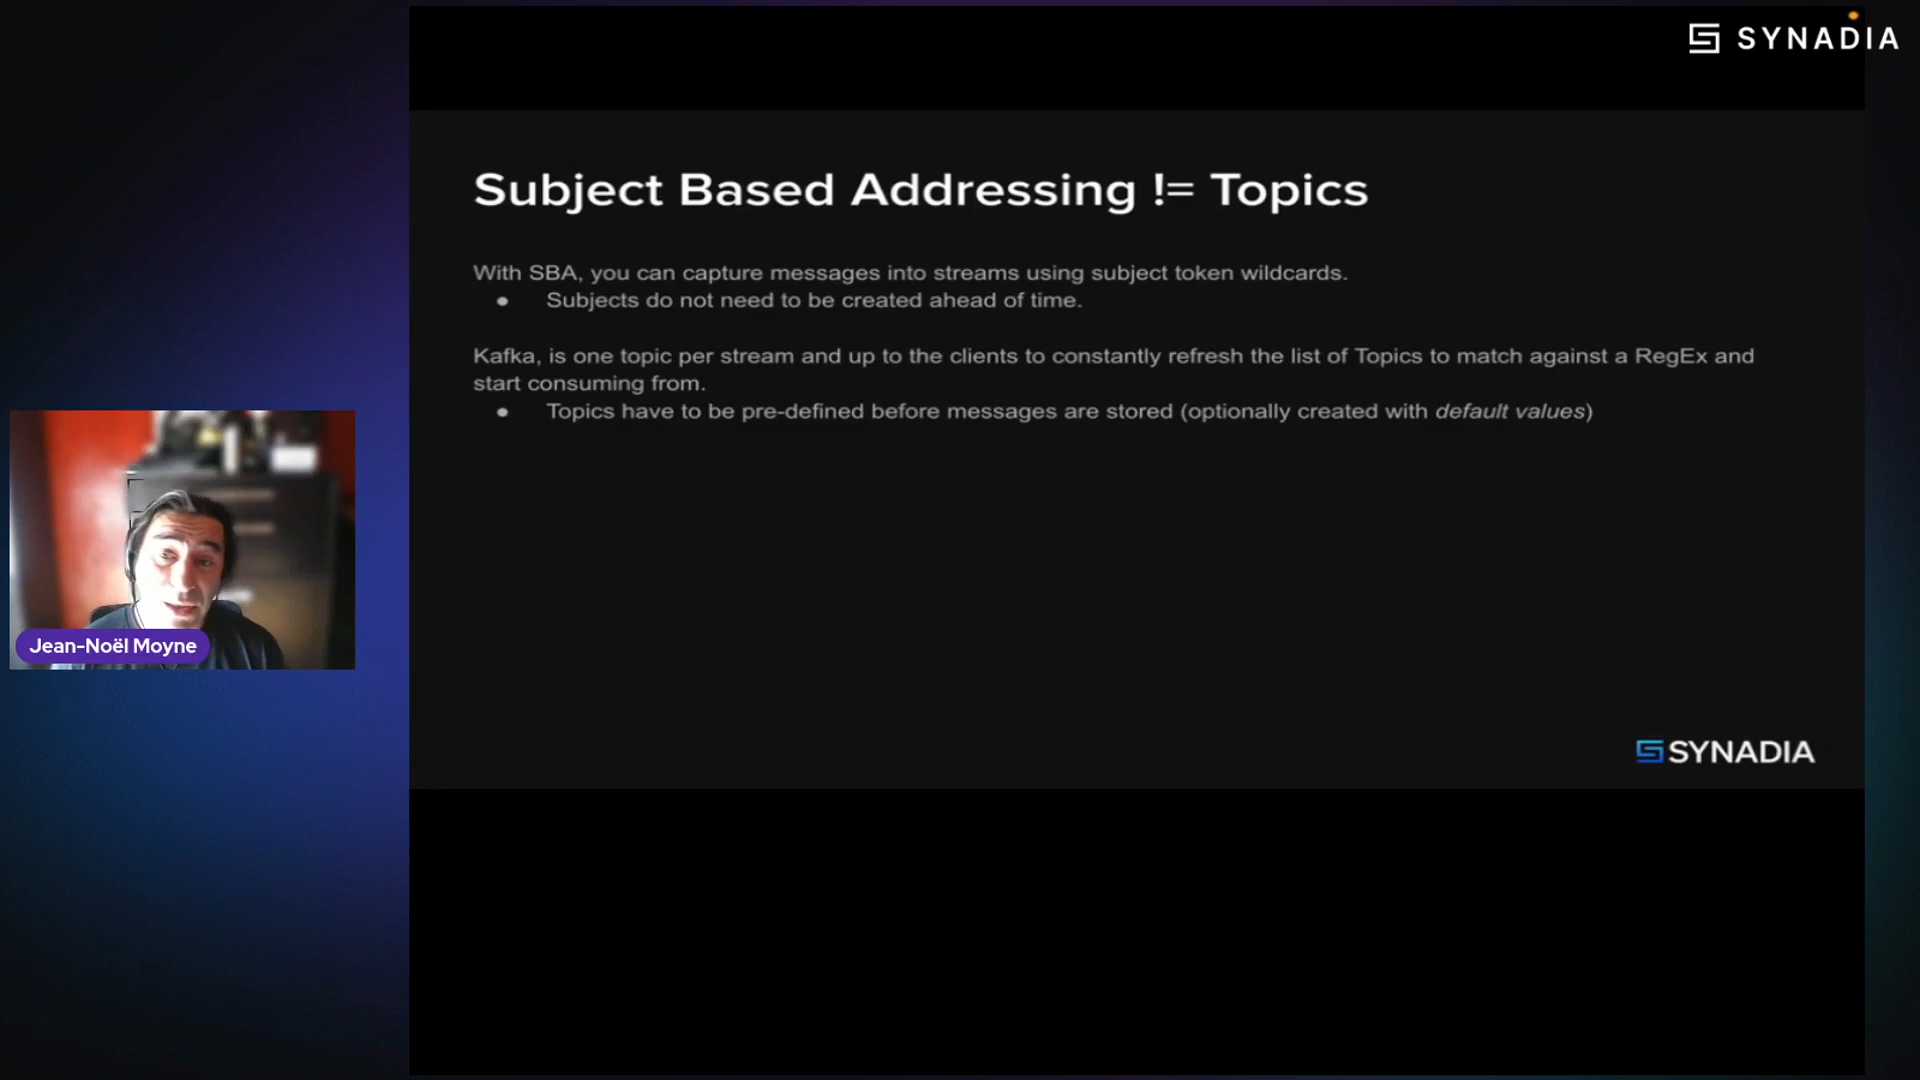 SYNADIA
Subject Based Addressing != Topics
With SBA, you can capture messages into streams using subject token wildcards.
● Subjects do not need to be created ahead of time.
Kafka, is one topic per stream and up to the clients to constantly refresh the list of Topics to match against a RegEx and
start consuming from.
● Topics have to be pre-defined before messages are stored (optionally created with default values)
Jean-Noël Moyne
SYNADIA